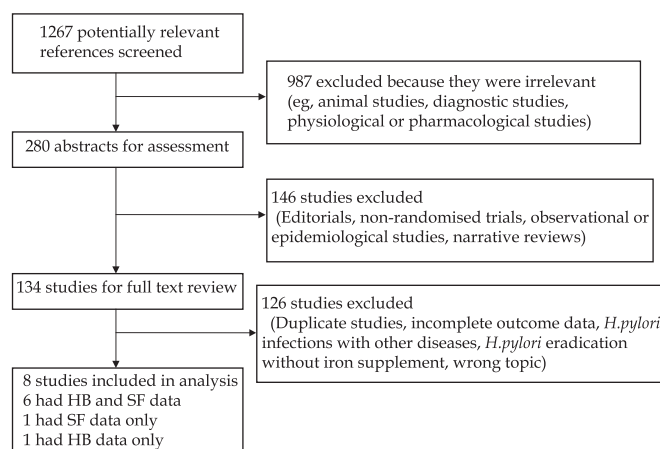 1267 potentially relevant
references screened
987 excluded because they were irrelevant
(eg, animal studies, diagnostic studies,
physiological or pharmacological studies)
280 abstracts for assessment
146 studies excluded
(Editorials, non-randomised trials, observational or
epidemiological studies, narrative reviews)
134 studies for full text review
126 studies excluded
(Duplicate studies, incomplete outcome data, H.pylori
infections with other diseases, H.pylori eradication
without iron supplement, wrong topic)
8 studies included in analysis
6 had HB and SF data
1 had SF data only
1 had HB data only